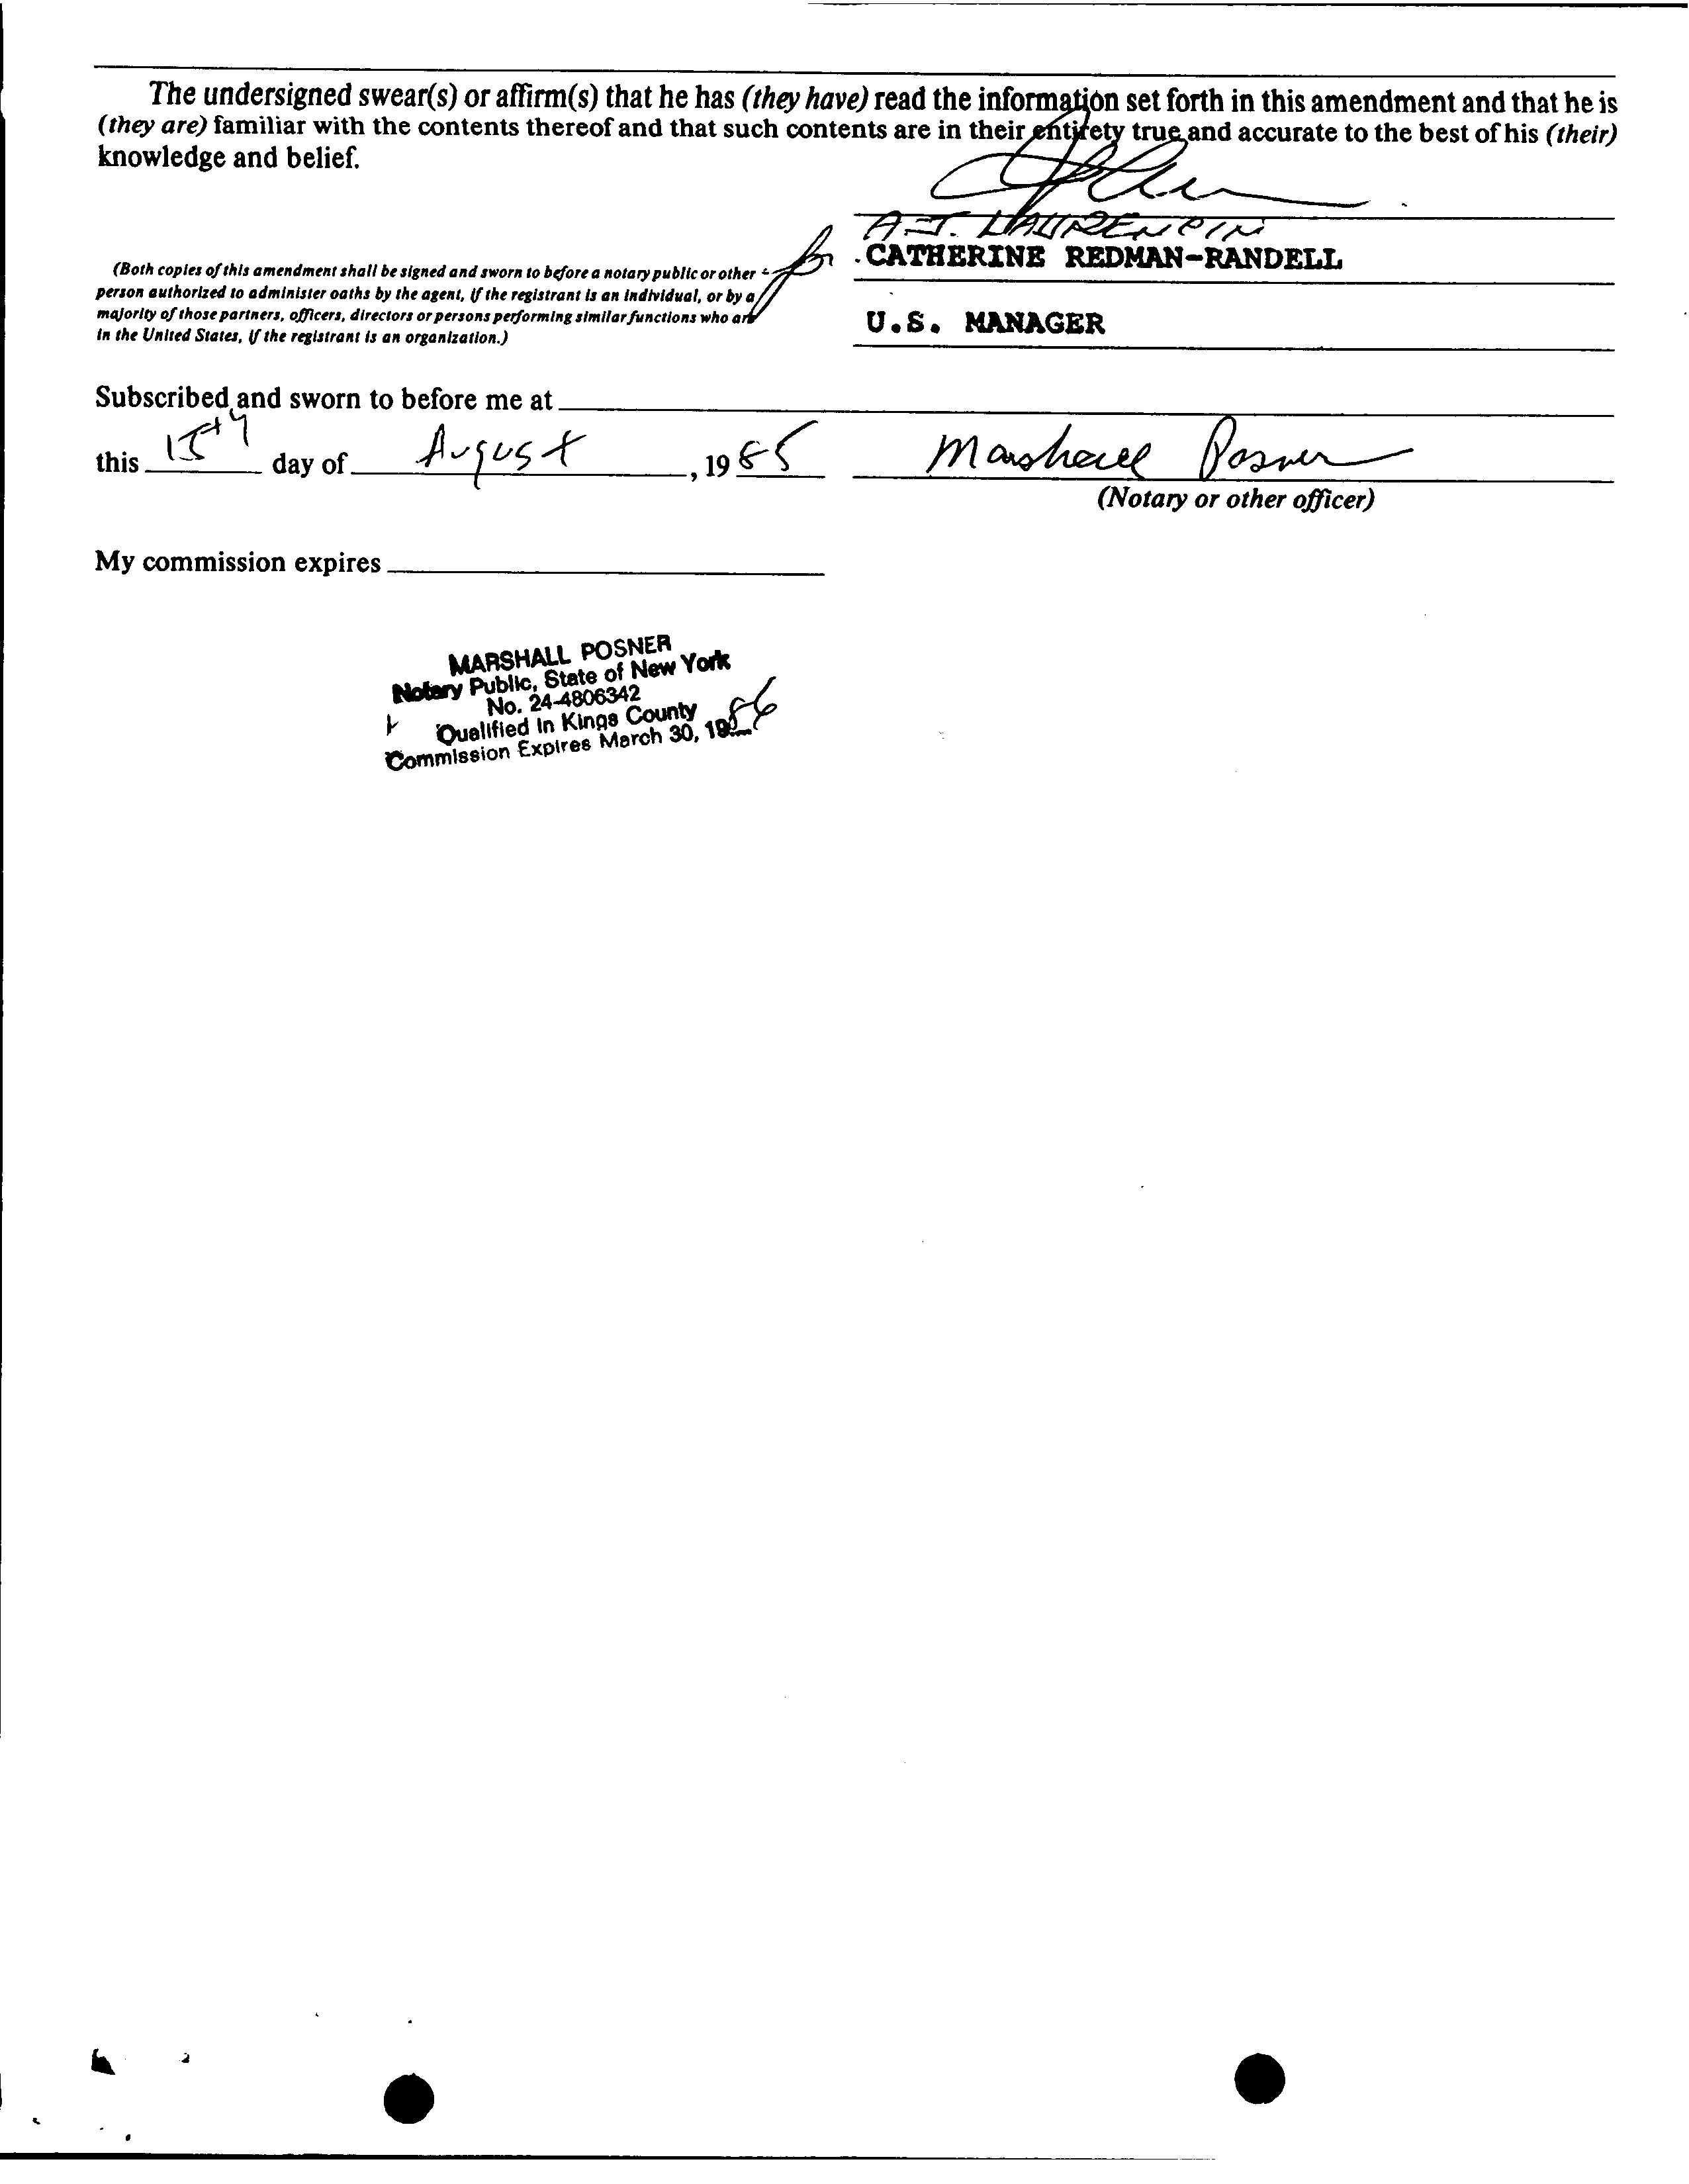 The undersigned swear(s) or affirm(s) that he has (they have) read the information set forth in this amendment and that he is
(they are) familiar with the contents thereof and that such contents are in their entirety true and accurate to the best of his (their)
knowledge and belief.
A.J.
for CATHERINE REDMAN-RANDELL
(Both copies of this amendment shall be signed and sworn to before a notary public or other
person authorized to administer oaths by the agent, if the registrant is an individual, or by a
majority of those partners, officers, directors or persons performing similar functions who are
in the United States, if the registrant is an organization.)
U.S. MANAGER
Subscribed and sworn to before me at
this 15th day of August, 1985 Marshall Posner
(Notary or other officer)
My commission expires
MARSHALL POSNER
Notary Public, State of New York
No. 24-4806342
Qualified in Kings County
Commission Expires March 30, 1986